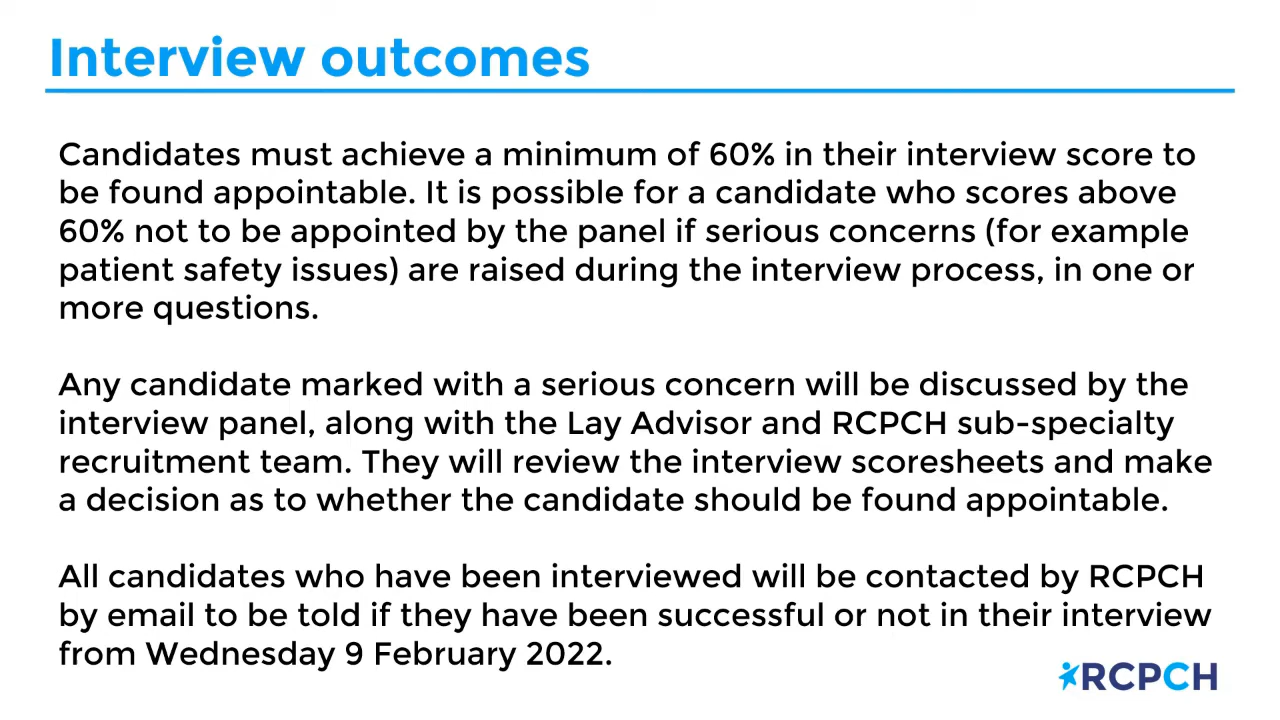 Interview outcomes
Candidates must achieve a minimum of 60% in their interview score to
be found appointable. It is possible for a candidate who scores above
60% not to be appointed by the panel if serious concerns (for example
patient safety issues) are raised during the interview process, in one or
more questions.
Any candidate marked with a serious concern will be discussed by the
interview panel, along with the Lay Advisor and RCPCH sub-specialty
recruitment team. They will review the interview scoresheets and make
a decision as to whether the candidate should be found appointable.
All candidates who have been interviewed will be contacted by RCPCH
by email to be told if they have been successful or not in their interview
from Wednesday 9 February 2022.
RCPCH